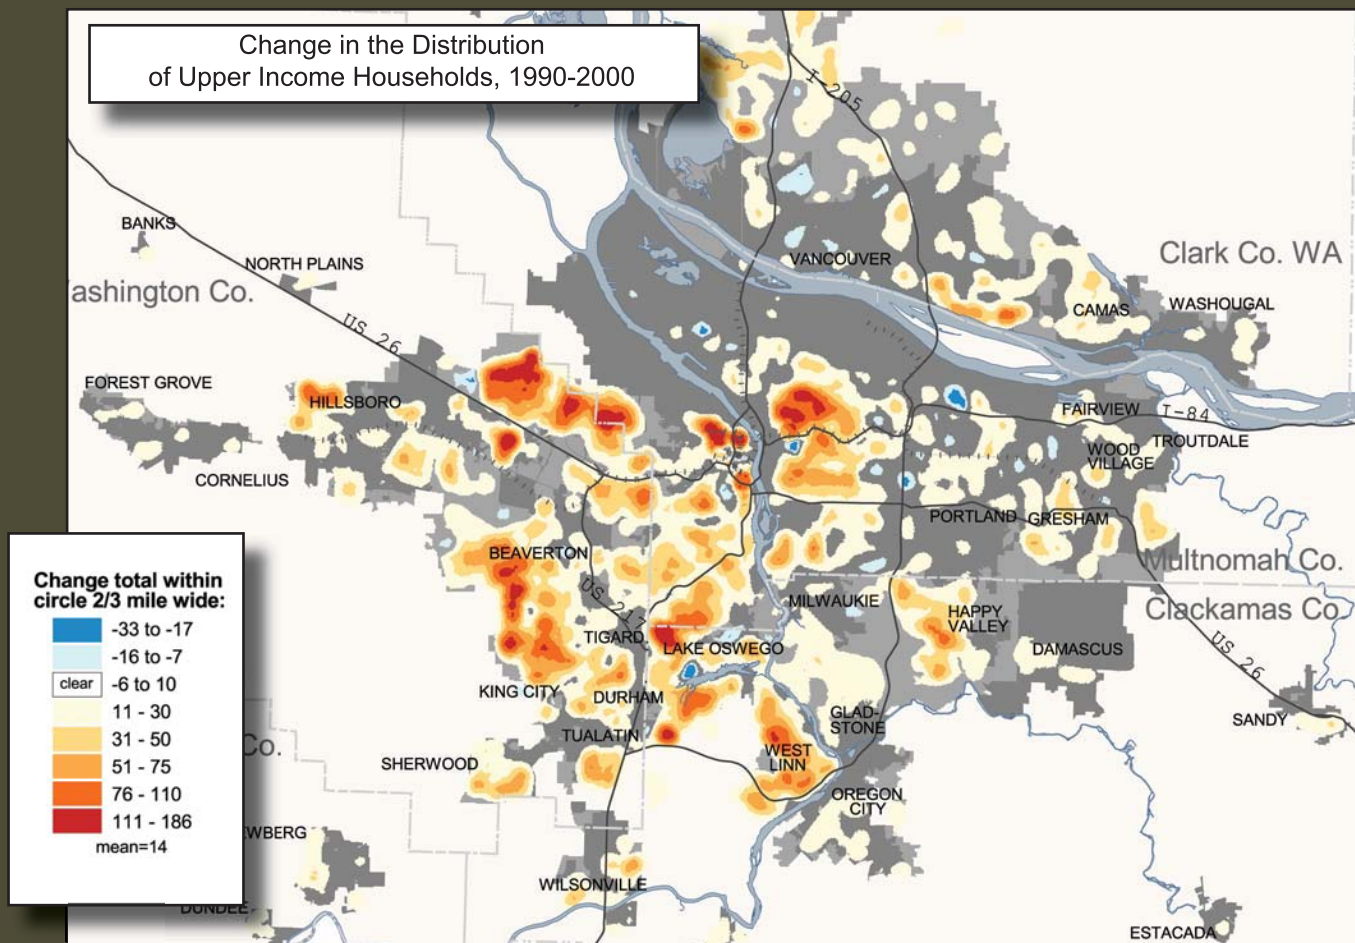 Change in the Distribution
of Upper Income Households, 1990-2000
I-205
BANKS
NORTH PLAINS
ashington Co.
US 26
VANCOUVER
Clark Co. WA
CAMAS
WASHOUGAL
FOREST GROVE
HILLSBORO
CORNELIUS
FAIRVIEW
I-84
WOOD
VILLAGE
TROUTDALE
PORTLAND
GRESHAM
BEAVERTON
Multnomah Co.
US 217
MILWAUKIE
HAPPY
VALLEY
Clackamas Co
TIGARD
LAKE OSWEGO
DAMASCUS
US 26
KING CITY
DURHAM
GLAD-
STONE
SANDY
TUALATIN
WEST
LINN
SHERWOOD
Co.
OREGON
CITY
EWBERG
WILSONVILLE
DUNDEE
ESTACADA
Change total within
circle 2/3 mile wide:
-33 to -17
-16 to -7
clear -6 to 10
11 - 30
31 - 50
51 - 75
76 - 110
111 - 186
mean=14